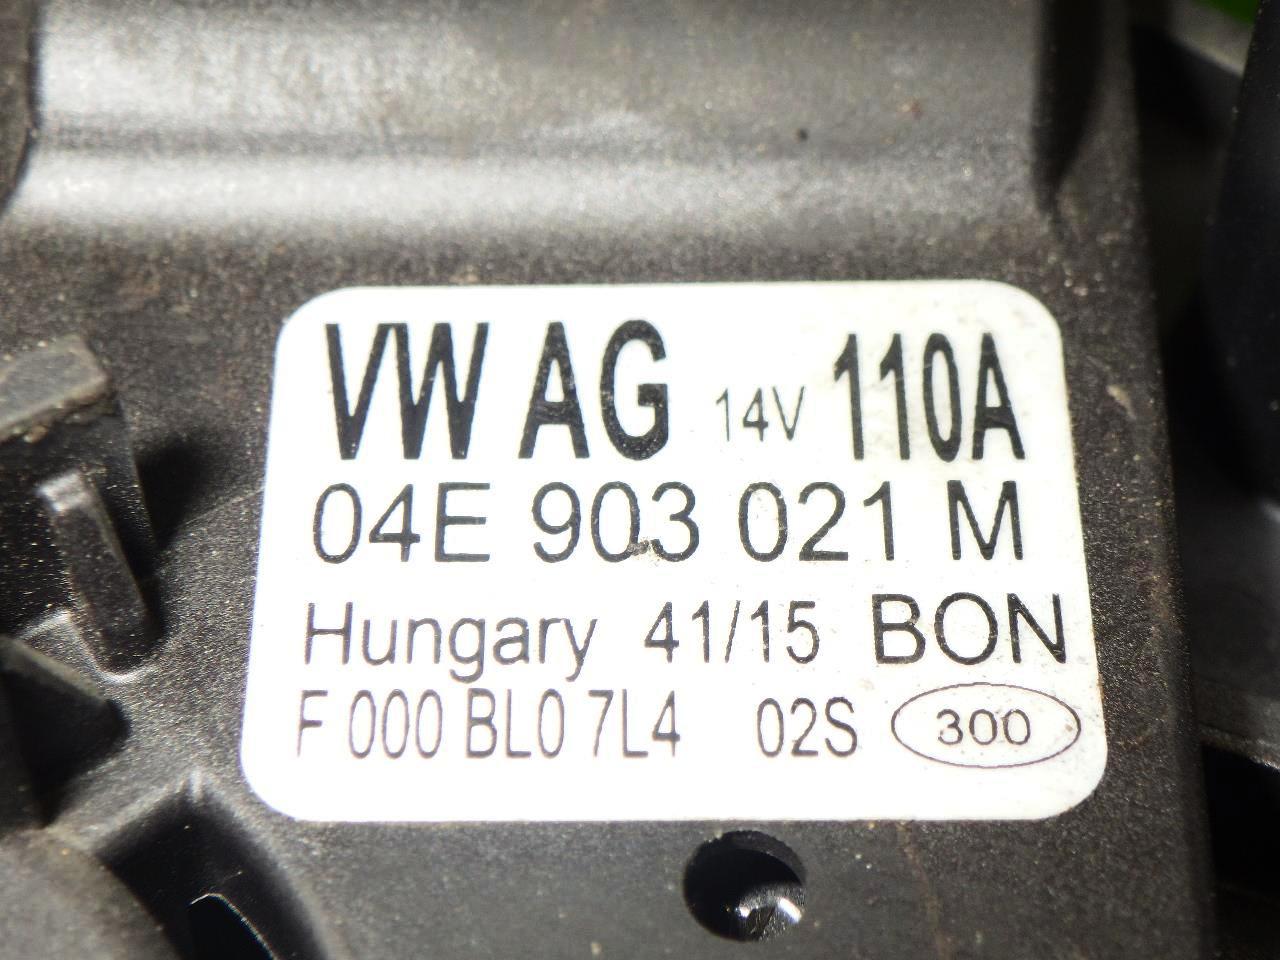 VW AG 14V 110A
04E 903 021 M
Hungary 41/15 BON
F 000 BL0 7L4 02S 300